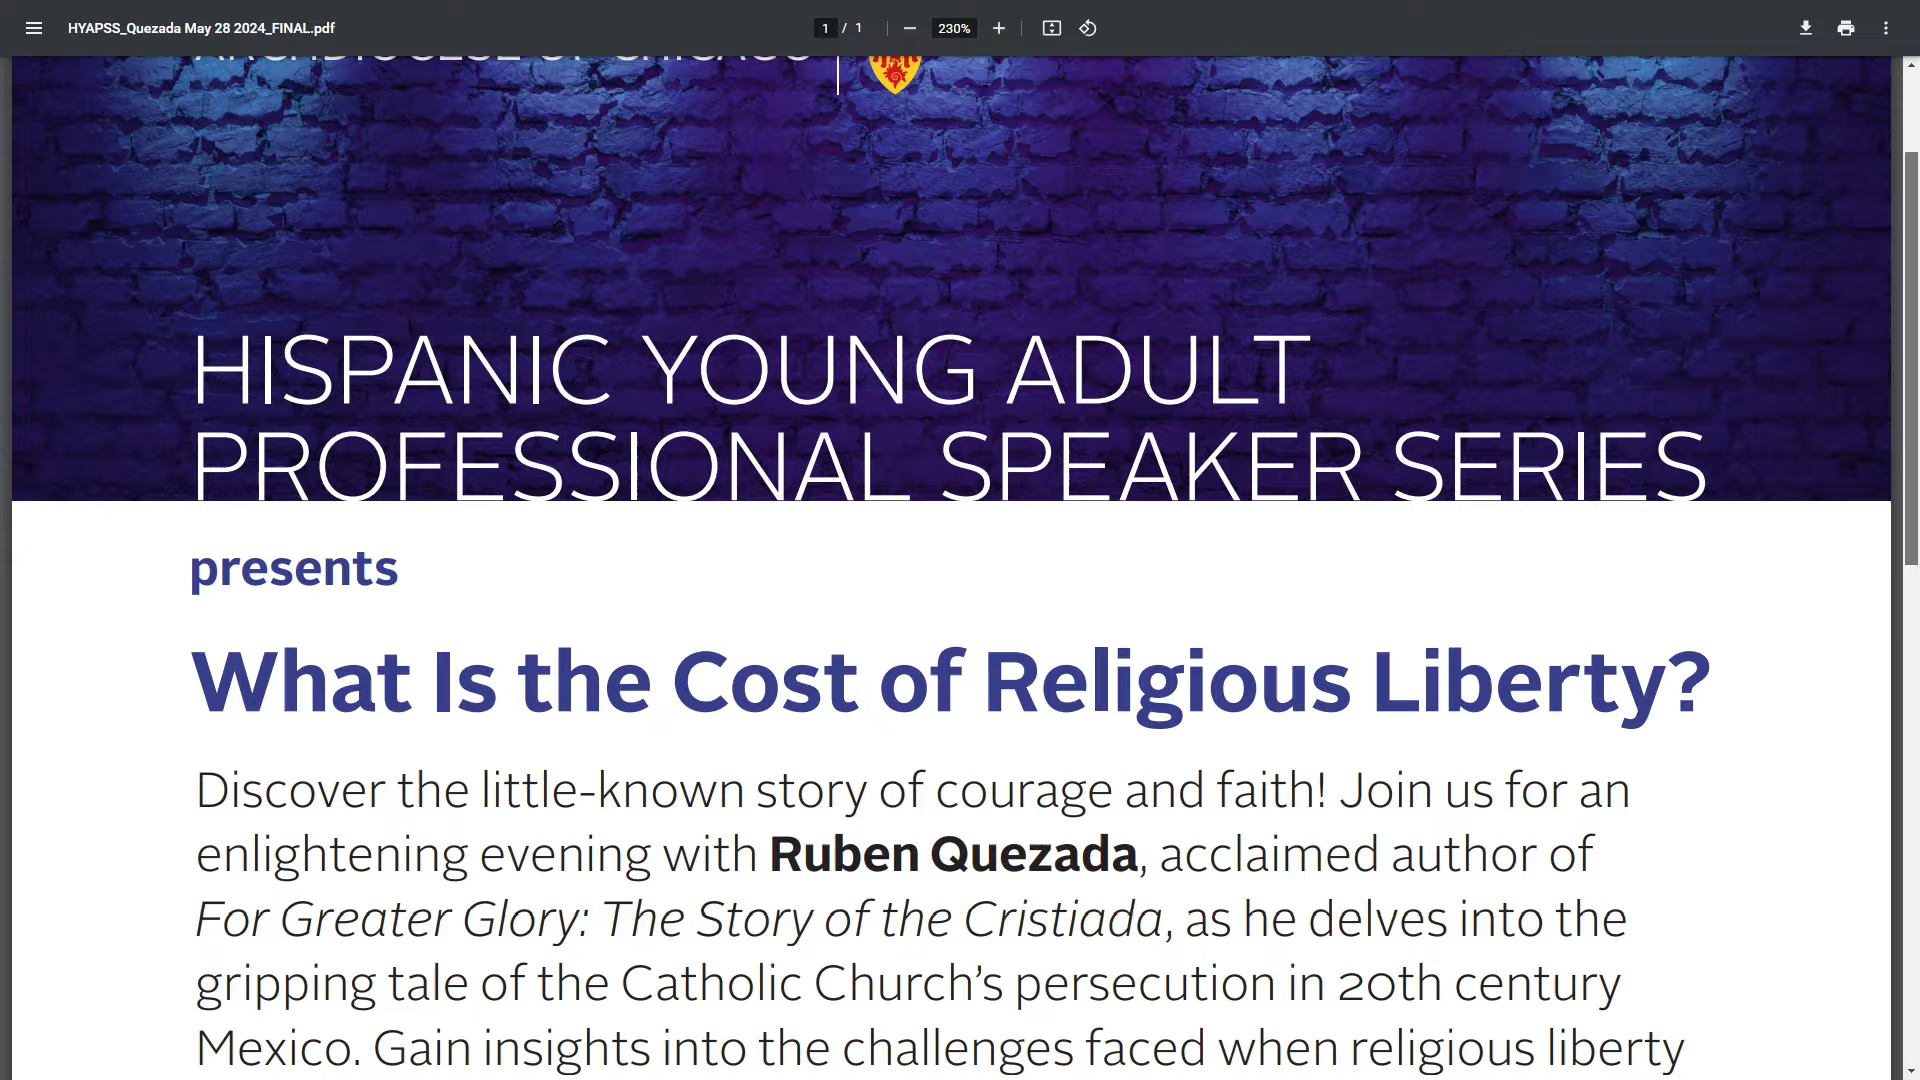 HYAPSS_Quezada May 28 2024_FINAL.pdf
1 / 1
230%
ARCHDIOCESE OF CHICAGO
HISPANIC YOUNG ADULT
PROFESSIONAL SPEAKER SERIES
presents
What Is the Cost of Religious Liberty?
Discover the little-known story of courage and faith! Join us for an
enlightening evening with Ruben Quezada, acclaimed author of
For Greater Glory: The Story of the Cristiada, as he delves into the
gripping tale of the Catholic Church’s persecution in 20th century
Mexico. Gain insights into the challenges faced when religious liberty